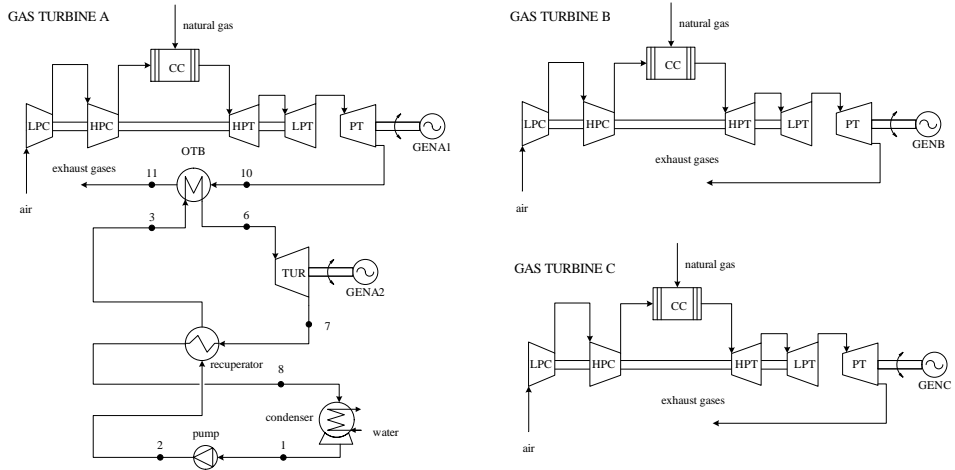 GAS TURBINE A
natural gas
CC
LPC
HPC
HPT
LPT
PT
GENA1
OTB
exhaust gases
11
10
air
3
6
TUR
GENA2
7
recuperator
8
condenser
water
pump
2
1
GAS TURBINE B
natural gas
CC
LPC
HPC
HPT
LPT
PT
GENB
exhaust gases
air
GAS TURBINE C
natural gas
CC
LPC
HPC
HPT
LPT
PT
GENC
exhaust gases
air